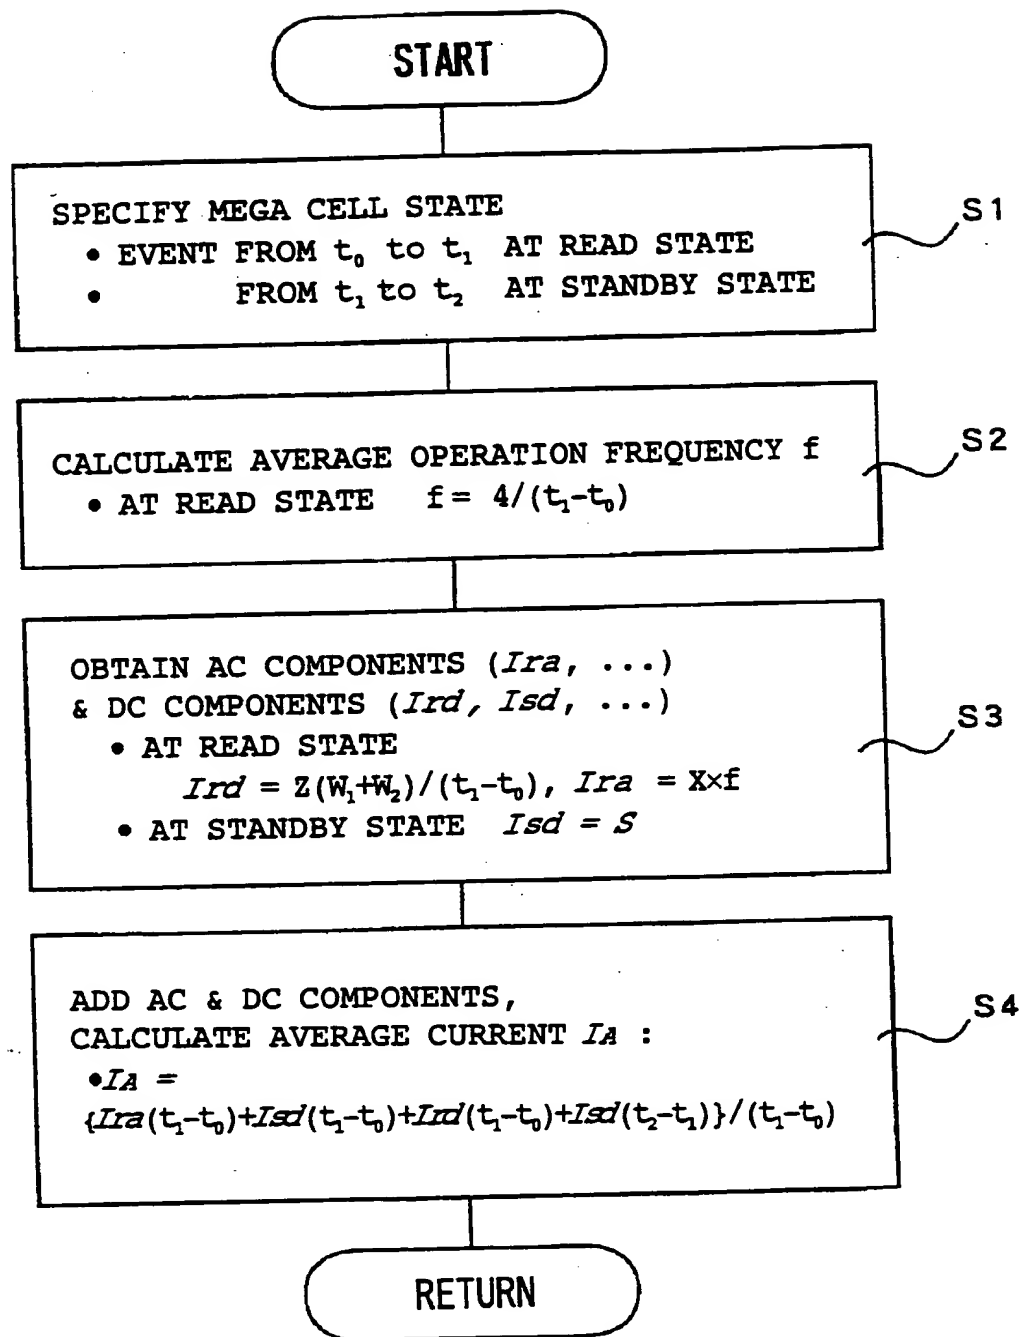 START
SPECIFY MEGA CELL STATE
• EVENT FROM t₀ to t₁ AT READ STATE
• FROM t₁ to t₂ AT STANDBY STATE
S1
CALCULATE AVERAGE OPERATION FREQUENCY f
• AT READ STATE f = 4/(t₁-t₀)
S2
OBTAIN AC COMPONENTS (Ira, ...)
& DC COMPONENTS (Ird, Isd, ...)
• AT READ STATE
Ird = Z(W₁+W₂)/(t₁-t₀), Ira = X×f
• AT STANDBY STATE Isd = S
S3
ADD AC & DC COMPONENTS,
CALCULATE AVERAGE CURRENT IA :
•IA =
{Ira(t₁-t₀)+Isd(t₁-t₀)+Ird(t₁-t₀)+Isd(t₂-t₁)}/(t₁-t₀)
S4
RETURN